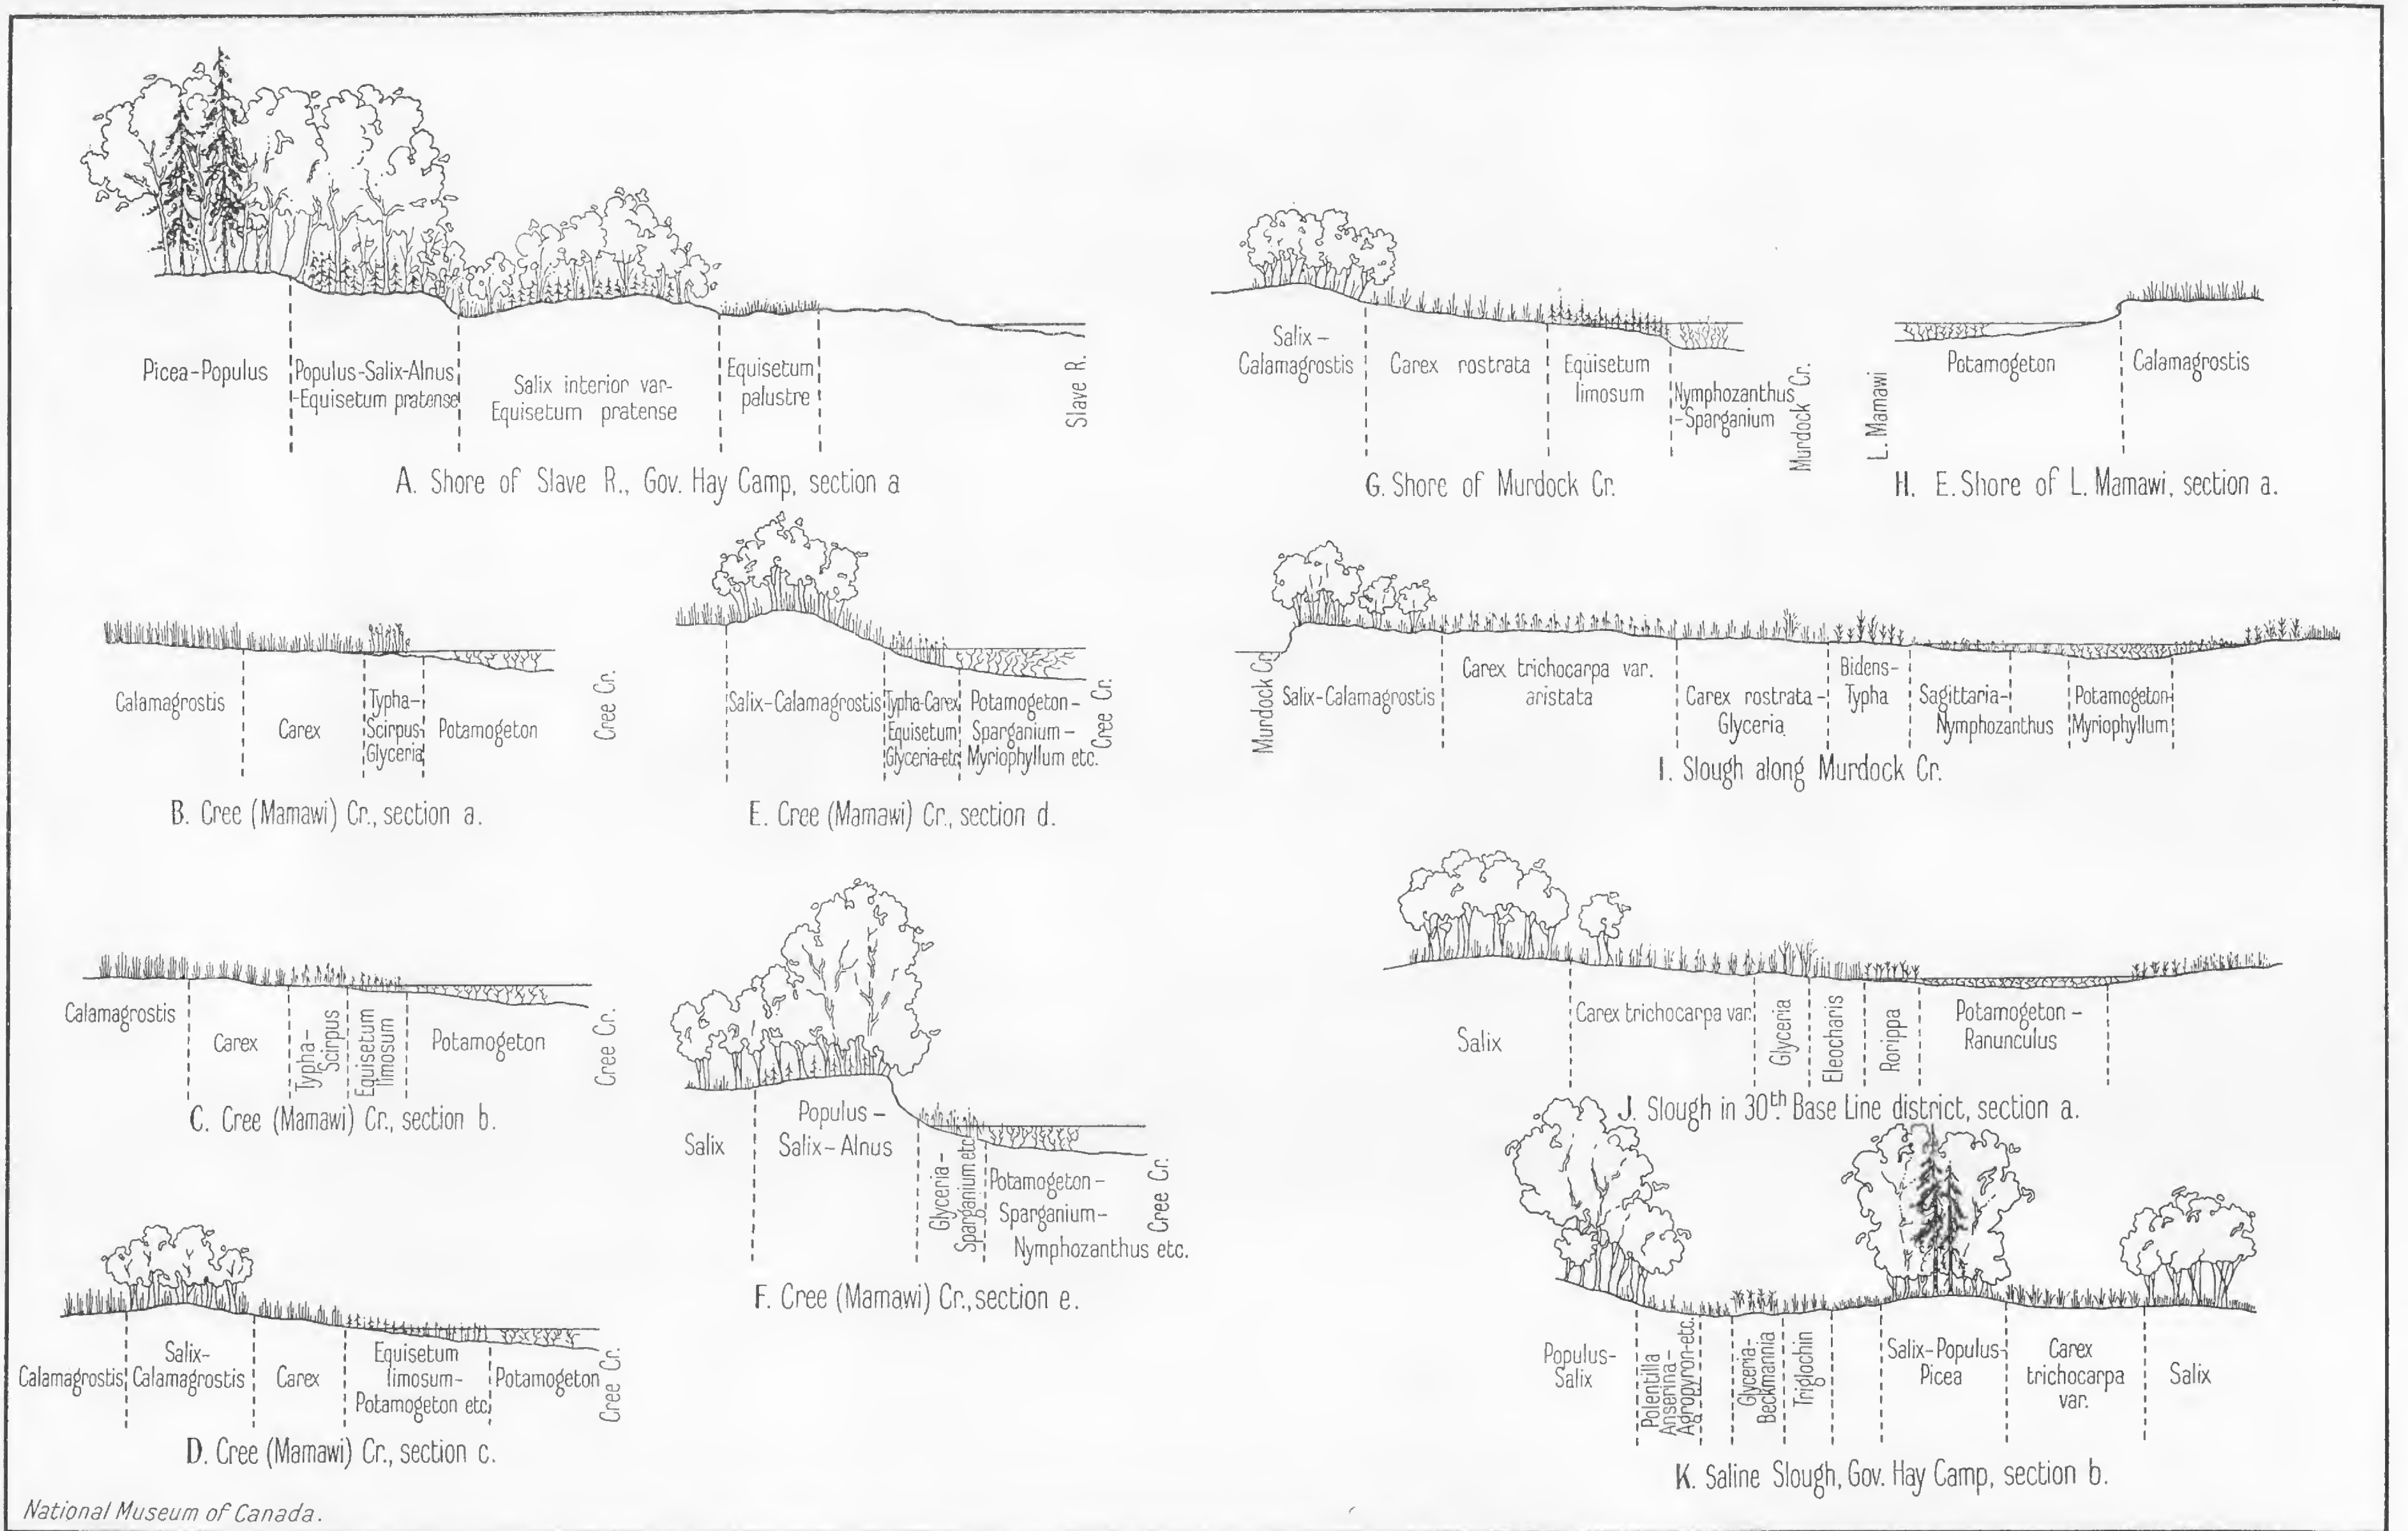 Picea-Populus
Populus-Salix-Alnus
-Equisetum pratense
Salix interior var-
Equisetum pratense
Equisetum
palustre
Slave R.
A. Shore of Slave R., Gov. Hay Camp, section a
Salix-
Calamagrostis
Carex rostrata
Equisetum
limosum
Nymphozanthus
-Sparganium
Murdock Cr.
G. Shore of Murdock Cr.
L. Mamawi
Potamogeton
Calamagrostis
H. E. Shore of L. Mamawi, section a.
Calamagrostis
Carex
Typha-
Scirpus-
Glyceria
Potamogeton
Cree Cr.
B. Cree (Mamawi) Cr., section a.
Salix-Calamagrostis
Typha-Carex
Equisetum
Glyceria-etc
Potamogeton-
Sparganium-
Myriophyllum etc.
Cree Cr.
E. Cree (Mamawi) Cr., section d.
Murdock Cr.
Salix-Calamagrostis
Carex trichocarpa var.
aristata
Carex rostrata-
Glyceria
Bidens-
Typha
Sagittaria-
Nymphozanthus
Potamogeton-
Myriophyllum
I. Slough along Murdock Cr.
Calamagrostis
Carex
Typha-
Scirpus
Equisetum
limosum
Potamogeton
Cree Cr.
C. Cree (Mamawi) Cr., section b.
Salix
Populus-
Salix-Alnus
Glyceria-
Sparganium etc.
Potamogeton-
Sparganium-
Nymphozanthus etc.
Cree Cr.
F. Cree (Mamawi) Cr., section e.
Salix
Carex trichocarpa var.
Glyceria
Eleocharis
Rorippa
Potamogeton-
Ranunculus
J. Slough in 30th Base Line district, section a.
Calamagrostis
Salix-
Calamagrostis
Carex
Equisetum
limosum-
Potamogeton etc.
Potamogeton
Cree Cr.
D. Cree (Mamawi) Cr., section c.
Populus-
Salix
Polentilla
Anserina-
Agropyron-etc.
Glyceria-
Beckmannia
Triglochin
Salix-Populus-
Picea
Carex
trichocarpa
var.
Salix
K. Saline Slough, Gov. Hay Camp, section b.
National Museum of Canada.